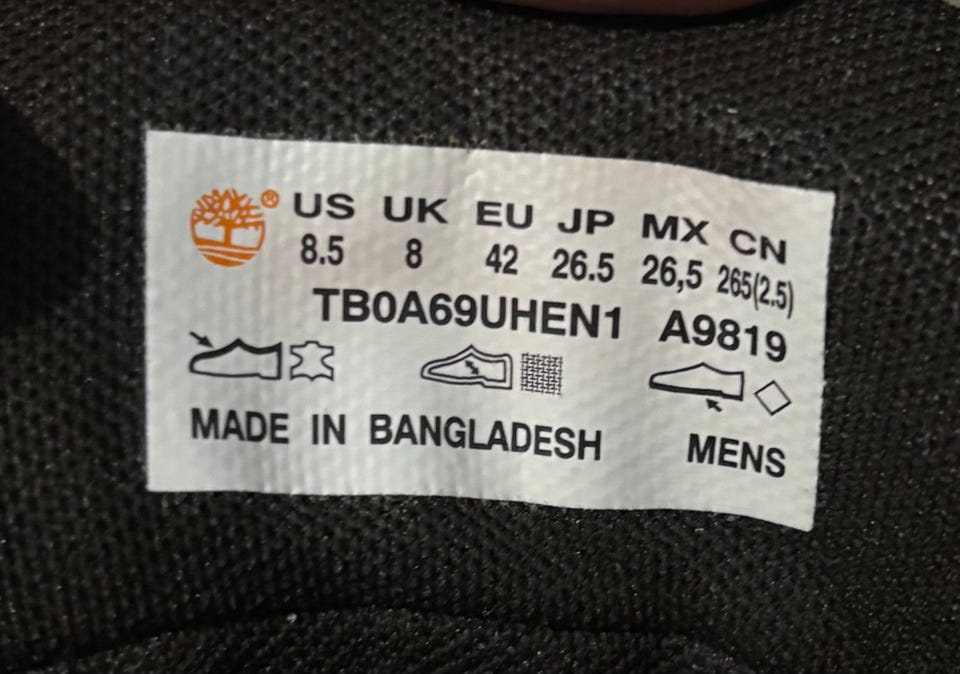 ® US UK EU JP MX CN
8.5 8 42 26.5 26,5 265(2.5)
TB0A69UHEN1 A9819
MADE IN BANGLADESH MENS